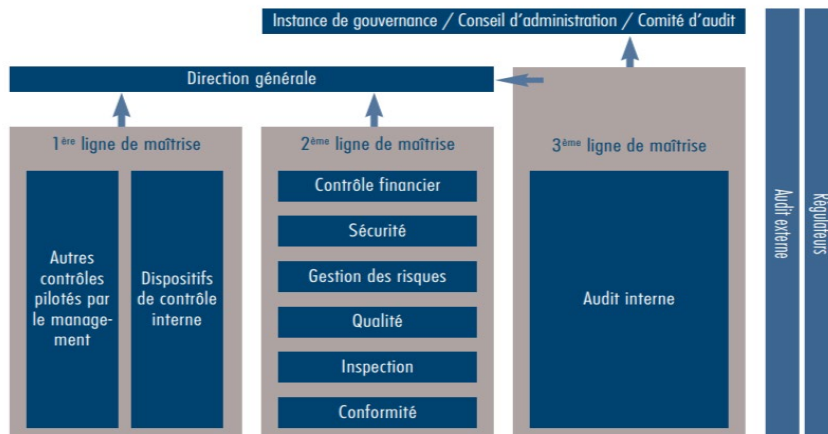 Instance de gouvernance / Conseil d'administration / Comité d'audit
Direction générale
1ère ligne de maîtrise
Autres
contrôles
pilotés par
le manage-
ment
Dispositifs
de contrôle
interne
2ème ligne de maîtrise
Contrôle financier
Sécurité
Gestion des risques
Qualité
Inspection
Conformité
3ème ligne de maîtrise
Audit interne
Audit externe
Régulateurs